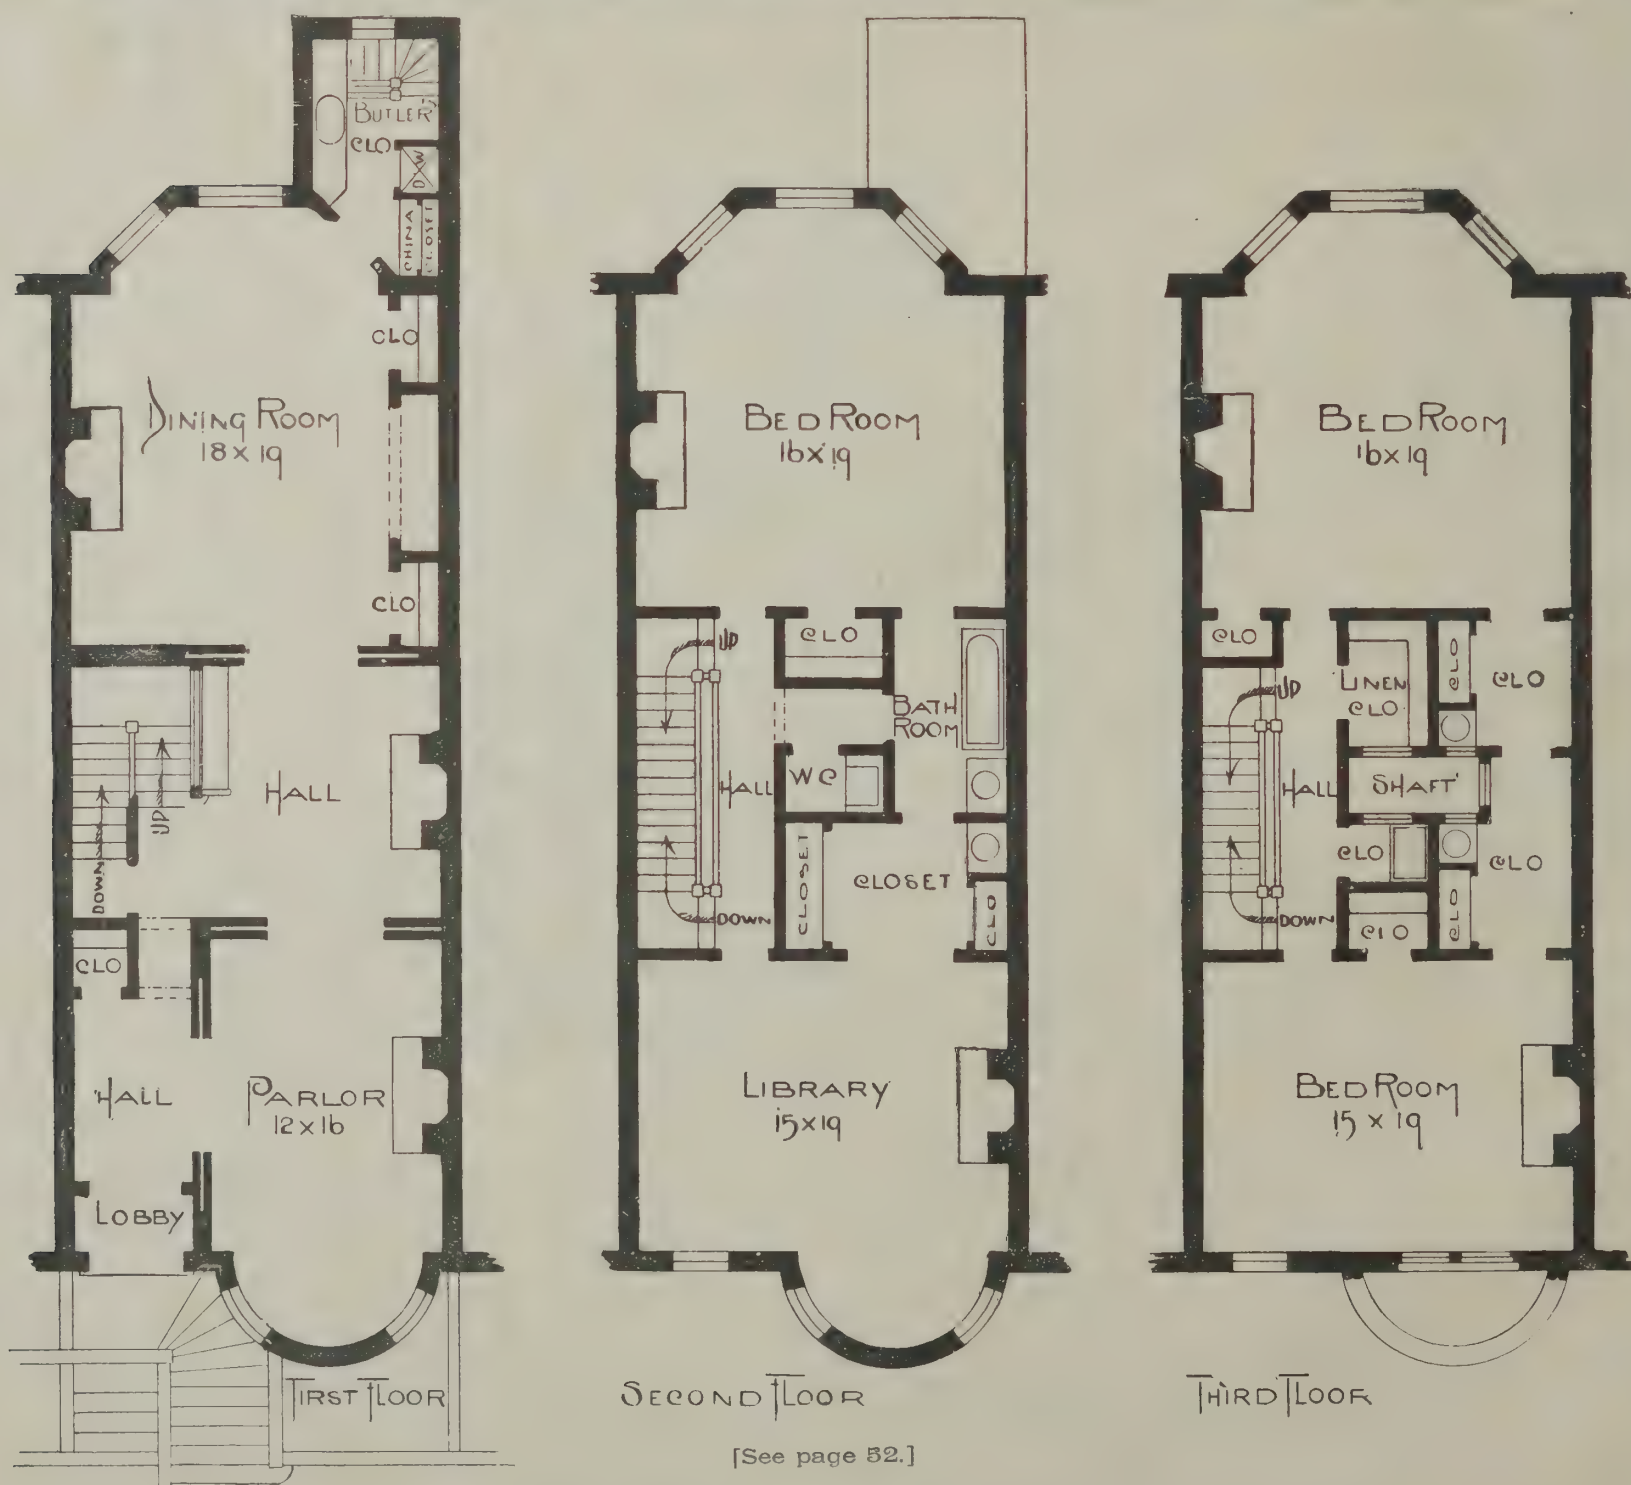 BUTLER'S
CLO
D.W
CHINA
CLOSET
CLO
DINING ROOM
18 x 19
CLO
HALL
UP
DOWN
CLO
HALL
PARLOR
12 x 16
LOBBY
FIRST FLOOR
BED ROOM
16 x 19
UP
CLO
BATH
ROOM
HALL
WC
CLOSET
CLOSET
CLO
DOWN
LIBRARY
15 x 19
SECOND FLOOR
BED ROOM
16 x 19
CLO
UP
LINEN
CLO
CLO
CLO
HALL
SHAFT
CLO
CLO
DOWN
CLO
CLO
BED ROOM
15 x 19
THIRD FLOOR
[See page 52.]